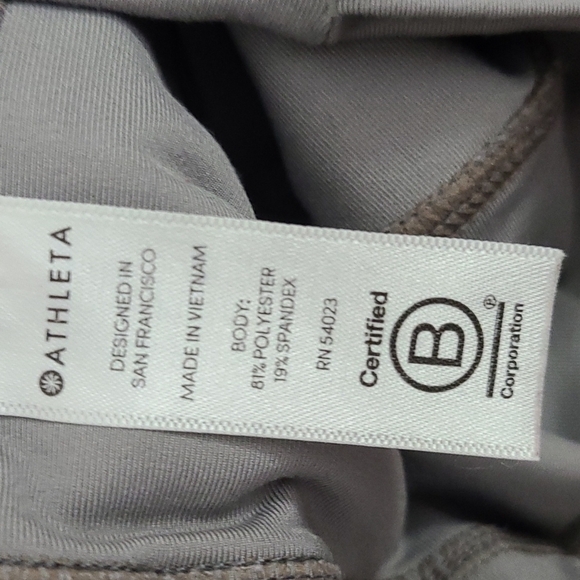 ATHLETA
DESIGNED IN
SAN FRANCISCO
MADE IN VIETNAM
BODY:
81% POLYESTER
19% SPANDEX
RN 54023
Certified
B
®
Corporation